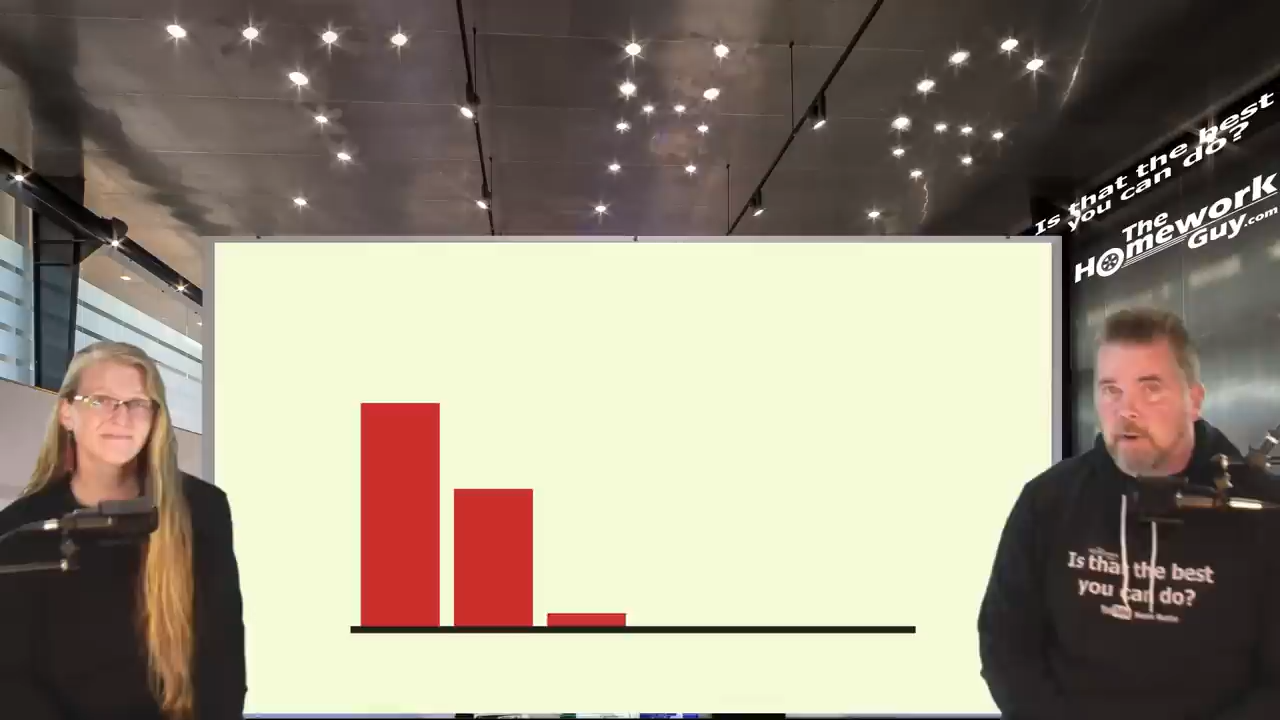 Is that the best
you can do?
The
Homework
Guy.com
Is that the best
you can do?